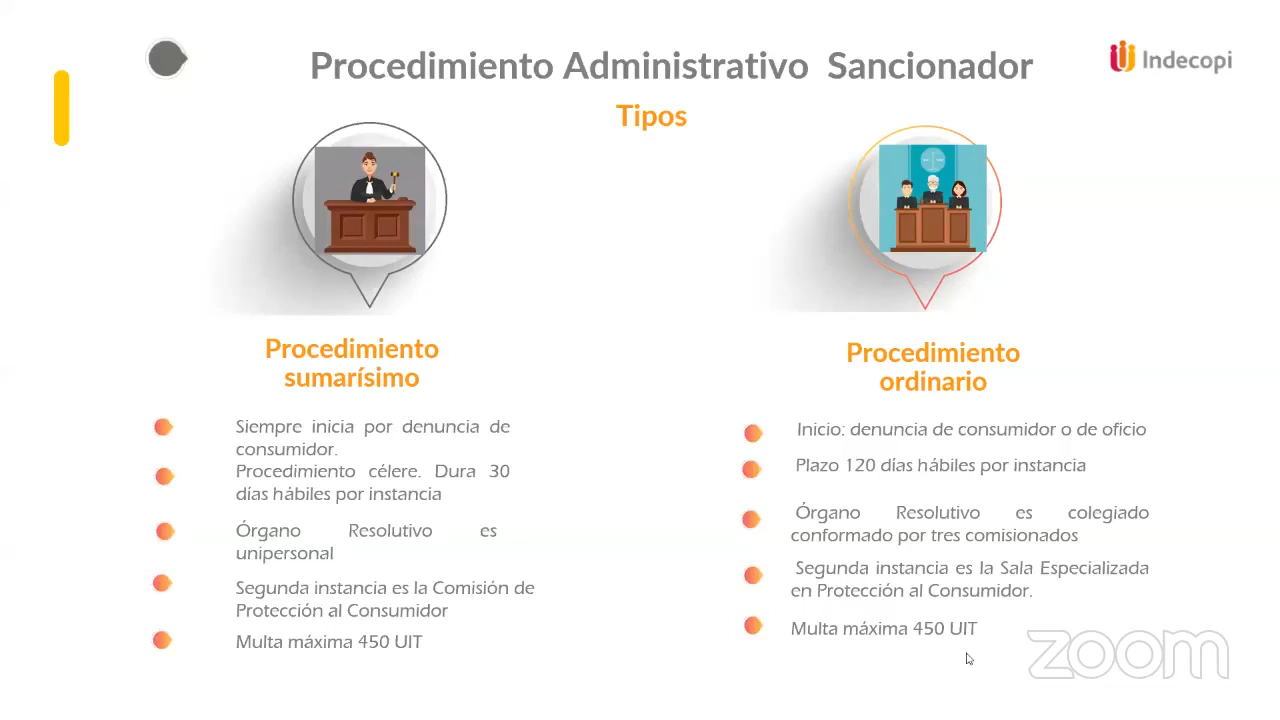 Procedimiento Administrativo Sancionador
Indecopi
Tipos
Procedimiento
sumarísimo
Siempre inicia por denuncia de
consumidor.
Procedimiento célere. Dura 30
días hábiles por instancia
Órgano Resolutivo es
unipersonal
Segunda instancia es la Comisión de
Protección al Consumidor
Multa máxima 450 UIT
Procedimiento
ordinario
Inicio: denuncia de consumidor o de oficio
Plazo 120 días hábiles por instancia
Órgano Resolutivo es colegiado
conformado por tres comisionados
Segunda instancia es la Sala Especializada
en Protección al Consumidor.
Multa máxima 450 UIT
zoom